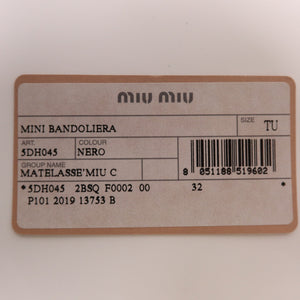 miu miu
MINI BANDOLIERA
SIZE TU
ART. COLOUR
5DH045 NERO
GROUP NAME
MATELASSE'MIU C
8 051188 519602
*5DH045 2BSQ F0002 00 32 *
P101 2019 13753 B